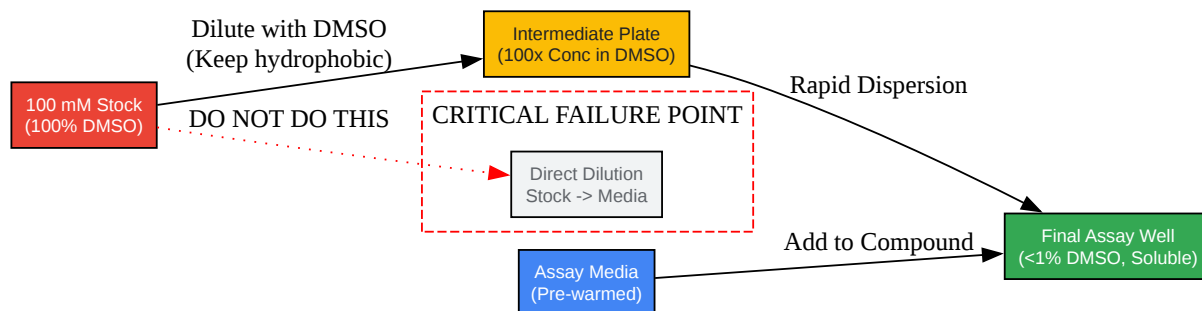 Dilute with DMSO
(Keep hydrophobic)
Intermediate Plate
(100x Conc in DMSO)
Rapid Dispersion
100 mM Stock
(100% DMSO)
DO NOT DO THIS
CRITICAL FAILURE POINT
Direct Dilution
Stock -> Media
Assay Media
(Pre-warmed)
Add to Compound
Final Assay Well
(<1% DMSO, Soluble)